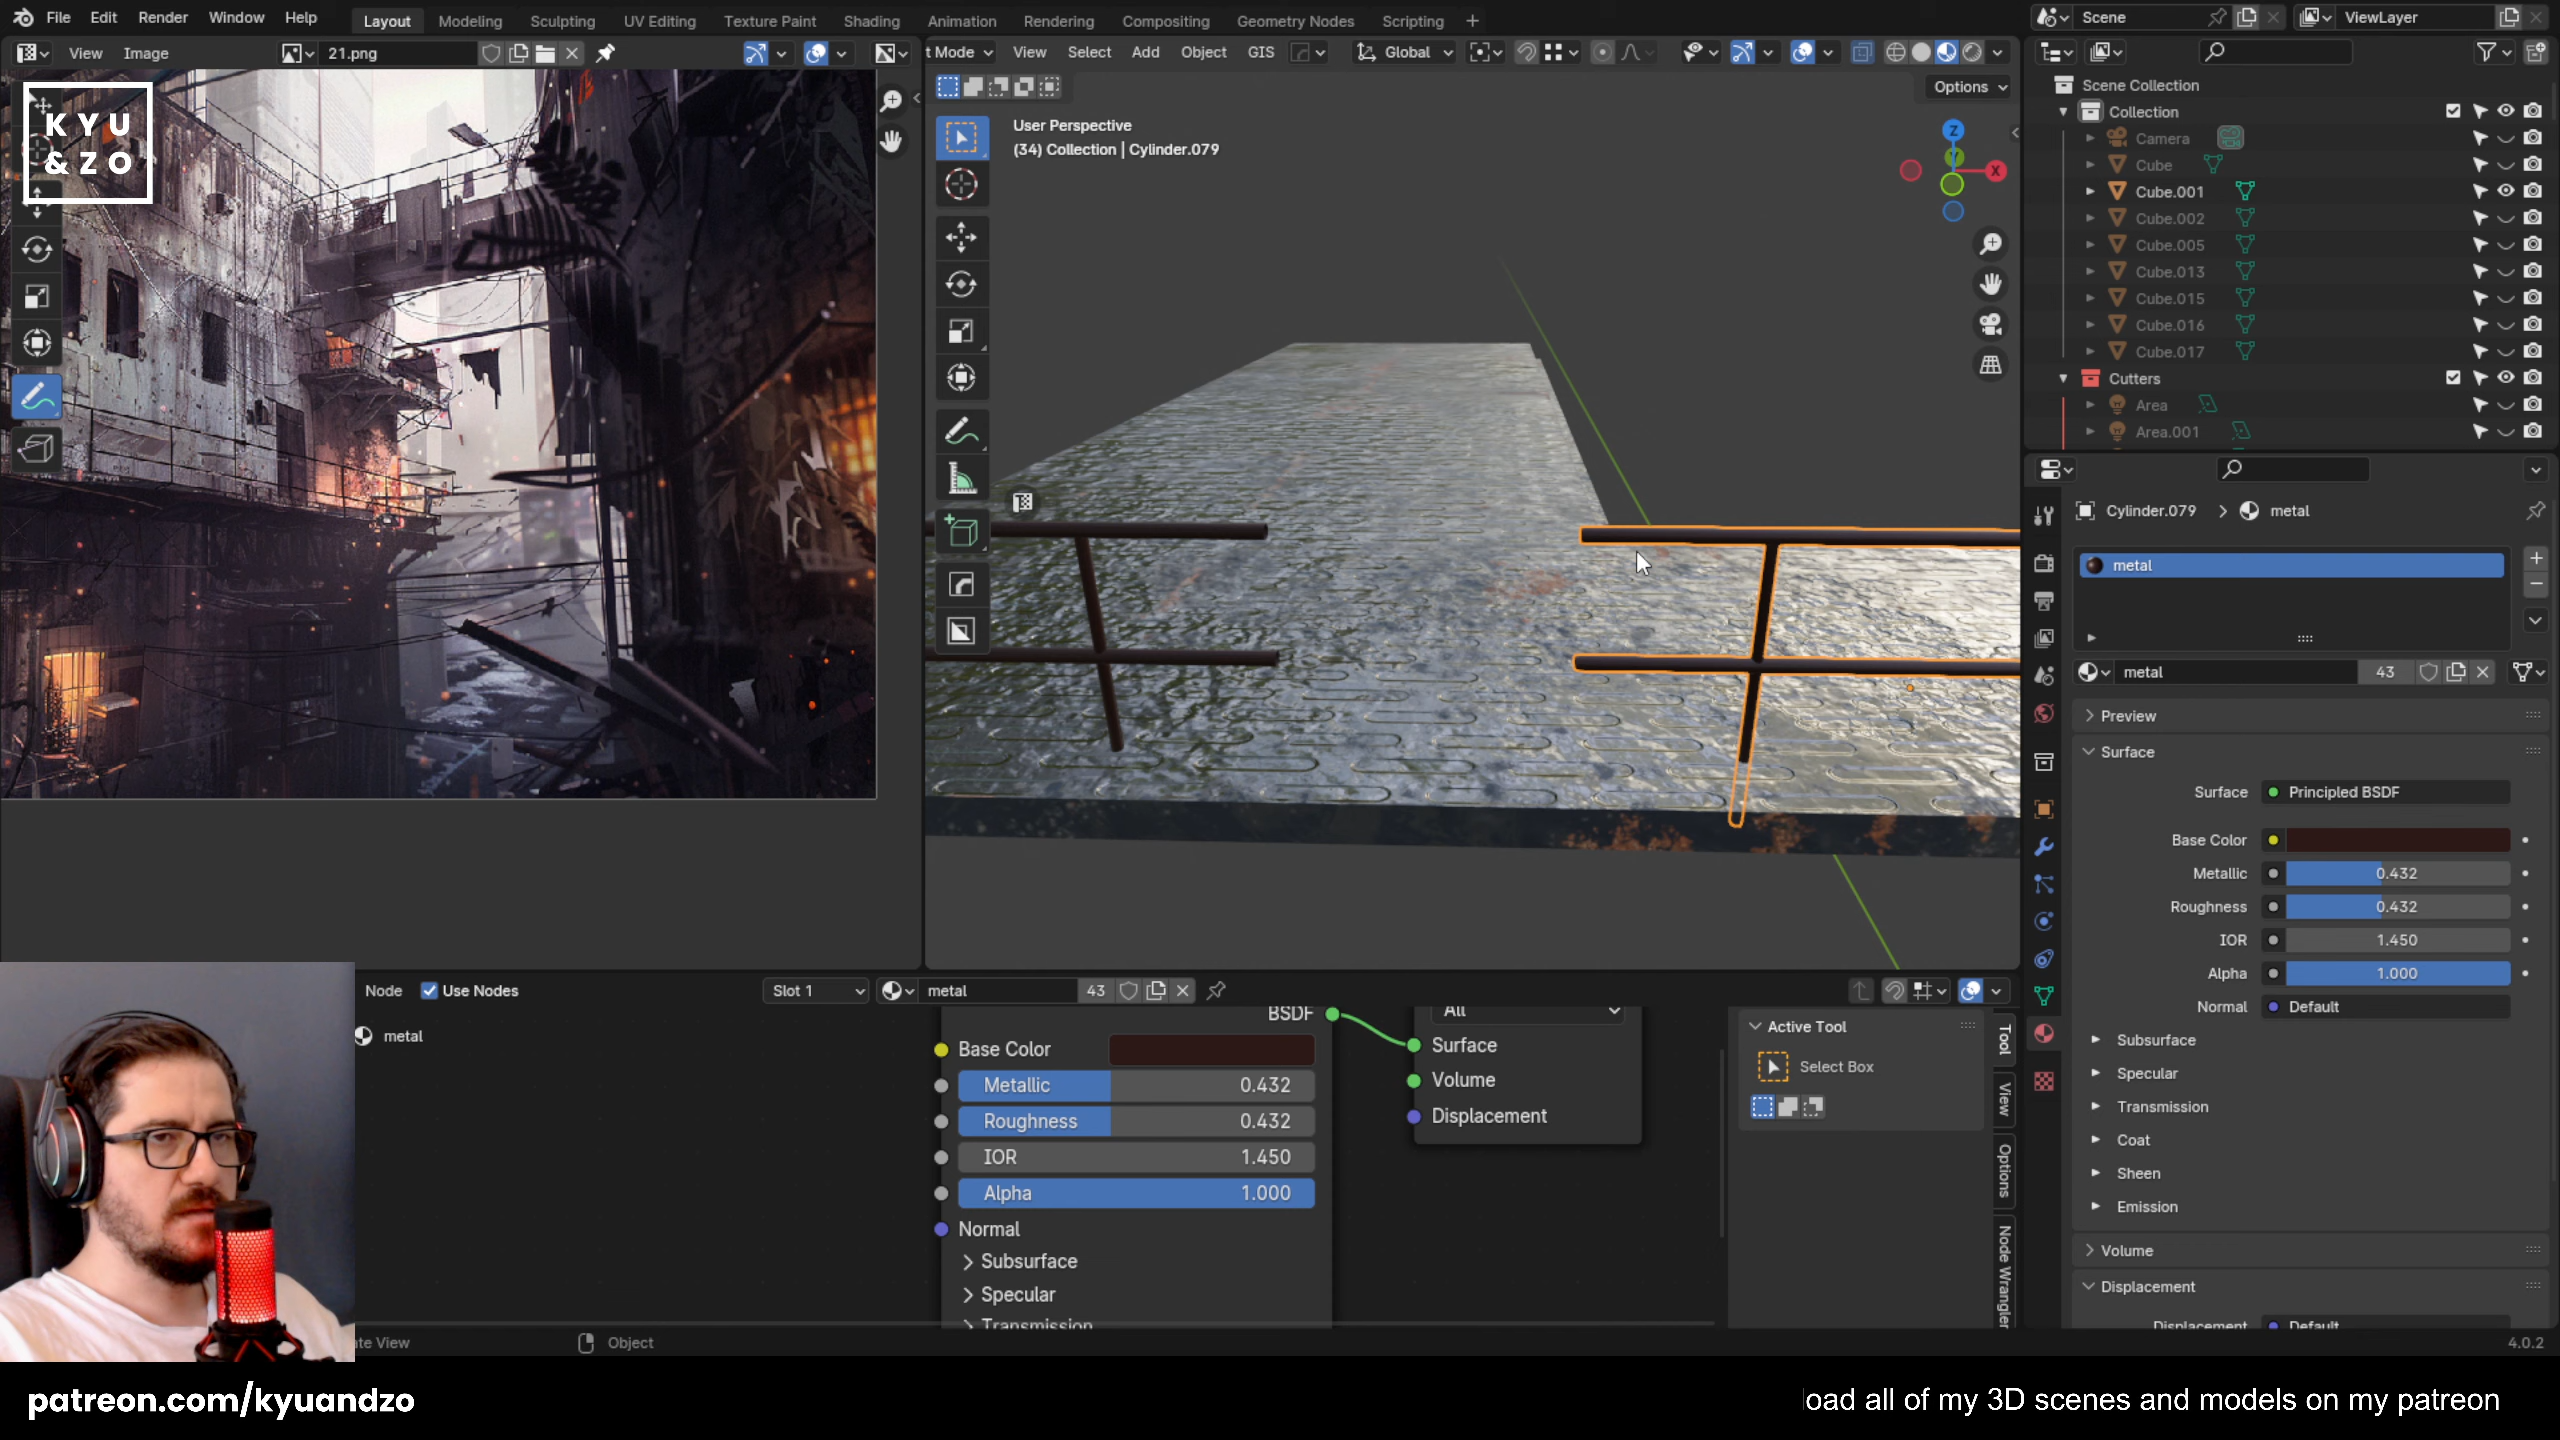 File Edit Render Window Help Layout Modeling Sculpting UV Editing Texture Paint Shading Animation Rendering Compositing Geometry Nodes Scripting +
Scene ViewLayer
View Image 21.png
t Mode View Select Add Object GIS Global
KYU
&ZO
Options
User Perspective
(34) Collection | Cylinder.079
Z
Y
X
Scene Collection
Collection
Camera
Cube
Cube.001
Cube.002
Cube.005
Cube.013
Cube.015
Cube.016
Cube.017
Cutters
Area
Area.001
Cylinder.079 > metal
metal
metal 43
Preview
Surface
Surface Principled BSDF
Base Color
Metallic 0.432
Roughness 0.432
IOR 1.450
Alpha 1.000
Normal Default
Subsurface
Specular
Transmission
Coat
Sheen
Emission
Volume
Displacement
Displacement Default
Node Use Nodes Slot 1 metal 43
metal
BSDF
Base Color
Metallic 0.432
Roughness 0.432
IOR 1.450
Alpha 1.000
Normal
Subsurface
Specular
Transmission
All
Surface
Volume
Displacement
Active Tool
Select Box
Tool
View
Options
Node Wrangler
ate View Object 4.0.2
patreon.com/kyuandzo
oad all of my 3D scenes and models on my patreon